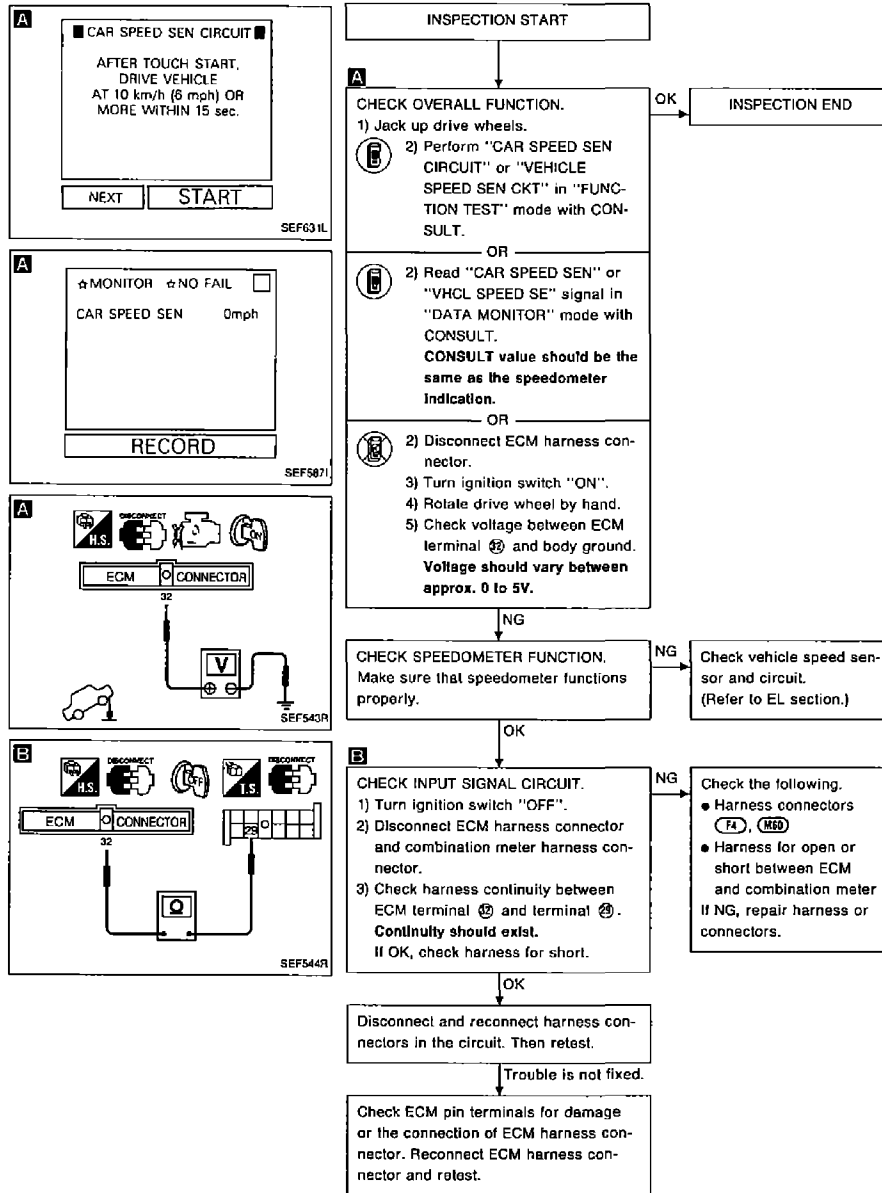 A
CAR SPEED SEN CIRCUIT
AFTER TOUCH START,
DRIVE VEHICLE
AT 10 km/h (6 mph) OR
MORE WITHIN 15 sec.
NEXT
START
SEF631L
A
☆MONITOR ☆NO FAIL
CAR SPEED SEN 0mph
RECORD
SEF587I
A
H.S.
DISCONNECT
ON
ECM CONNECTOR
32
V
SEF543R
B
H.S.
DISCONNECT
OFF
T.S.
DISCONNECT
ECM CONNECTOR
32
29
Ω
SEF544R
INSPECTION START
A
CHECK OVERALL FUNCTION.
1) Jack up drive wheels.
2) Perform "CAR SPEED SEN
CIRCUIT" or "VEHICLE
SPEED SEN CKT" in "FUNC-
TION TEST" mode with CON-
SULT.
OR
2) Read "CAR SPEED SEN" or
"VHCL SPEED SE" signal in
"DATA MONITOR" mode with
CONSULT.
CONSULT value should be the
same as the speedometer
indication.
OR
2) Disconnect ECM harness con-
nector.
3) Turn ignition switch "ON".
4) Rotate drive wheel by hand.
5) Check voltage between ECM
terminal 32 and body ground.
Voltage should vary between
approx. 0 to 5V.
OK
INSPECTION END
NG
CHECK SPEEDOMETER FUNCTION.
Make sure that speedometer functions
properly.
NG
Check vehicle speed sen-
sor and circuit.
(Refer to EL section.)
OK
B
CHECK INPUT SIGNAL CIRCUIT.
1) Turn ignition switch "OFF".
2) Disconnect ECM harness connector
and combination meter harness con-
nector.
3) Check harness continuity between
ECM terminal 32 and terminal 29.
Continuity should exist.
If OK, check harness for short.
NG
Check the following.
● Harness connectors
F4, M60
● Harness for open or
short between ECM
and combination meter
If NG, repair harness or
connectors.
OK
Disconnect and reconnect harness con-
nectors in the circuit. Then retest.
Trouble is not fixed.
Check ECM pin terminals for damage
or the connection of ECM harness con-
nector. Reconnect ECM harness con-
nector and retest.